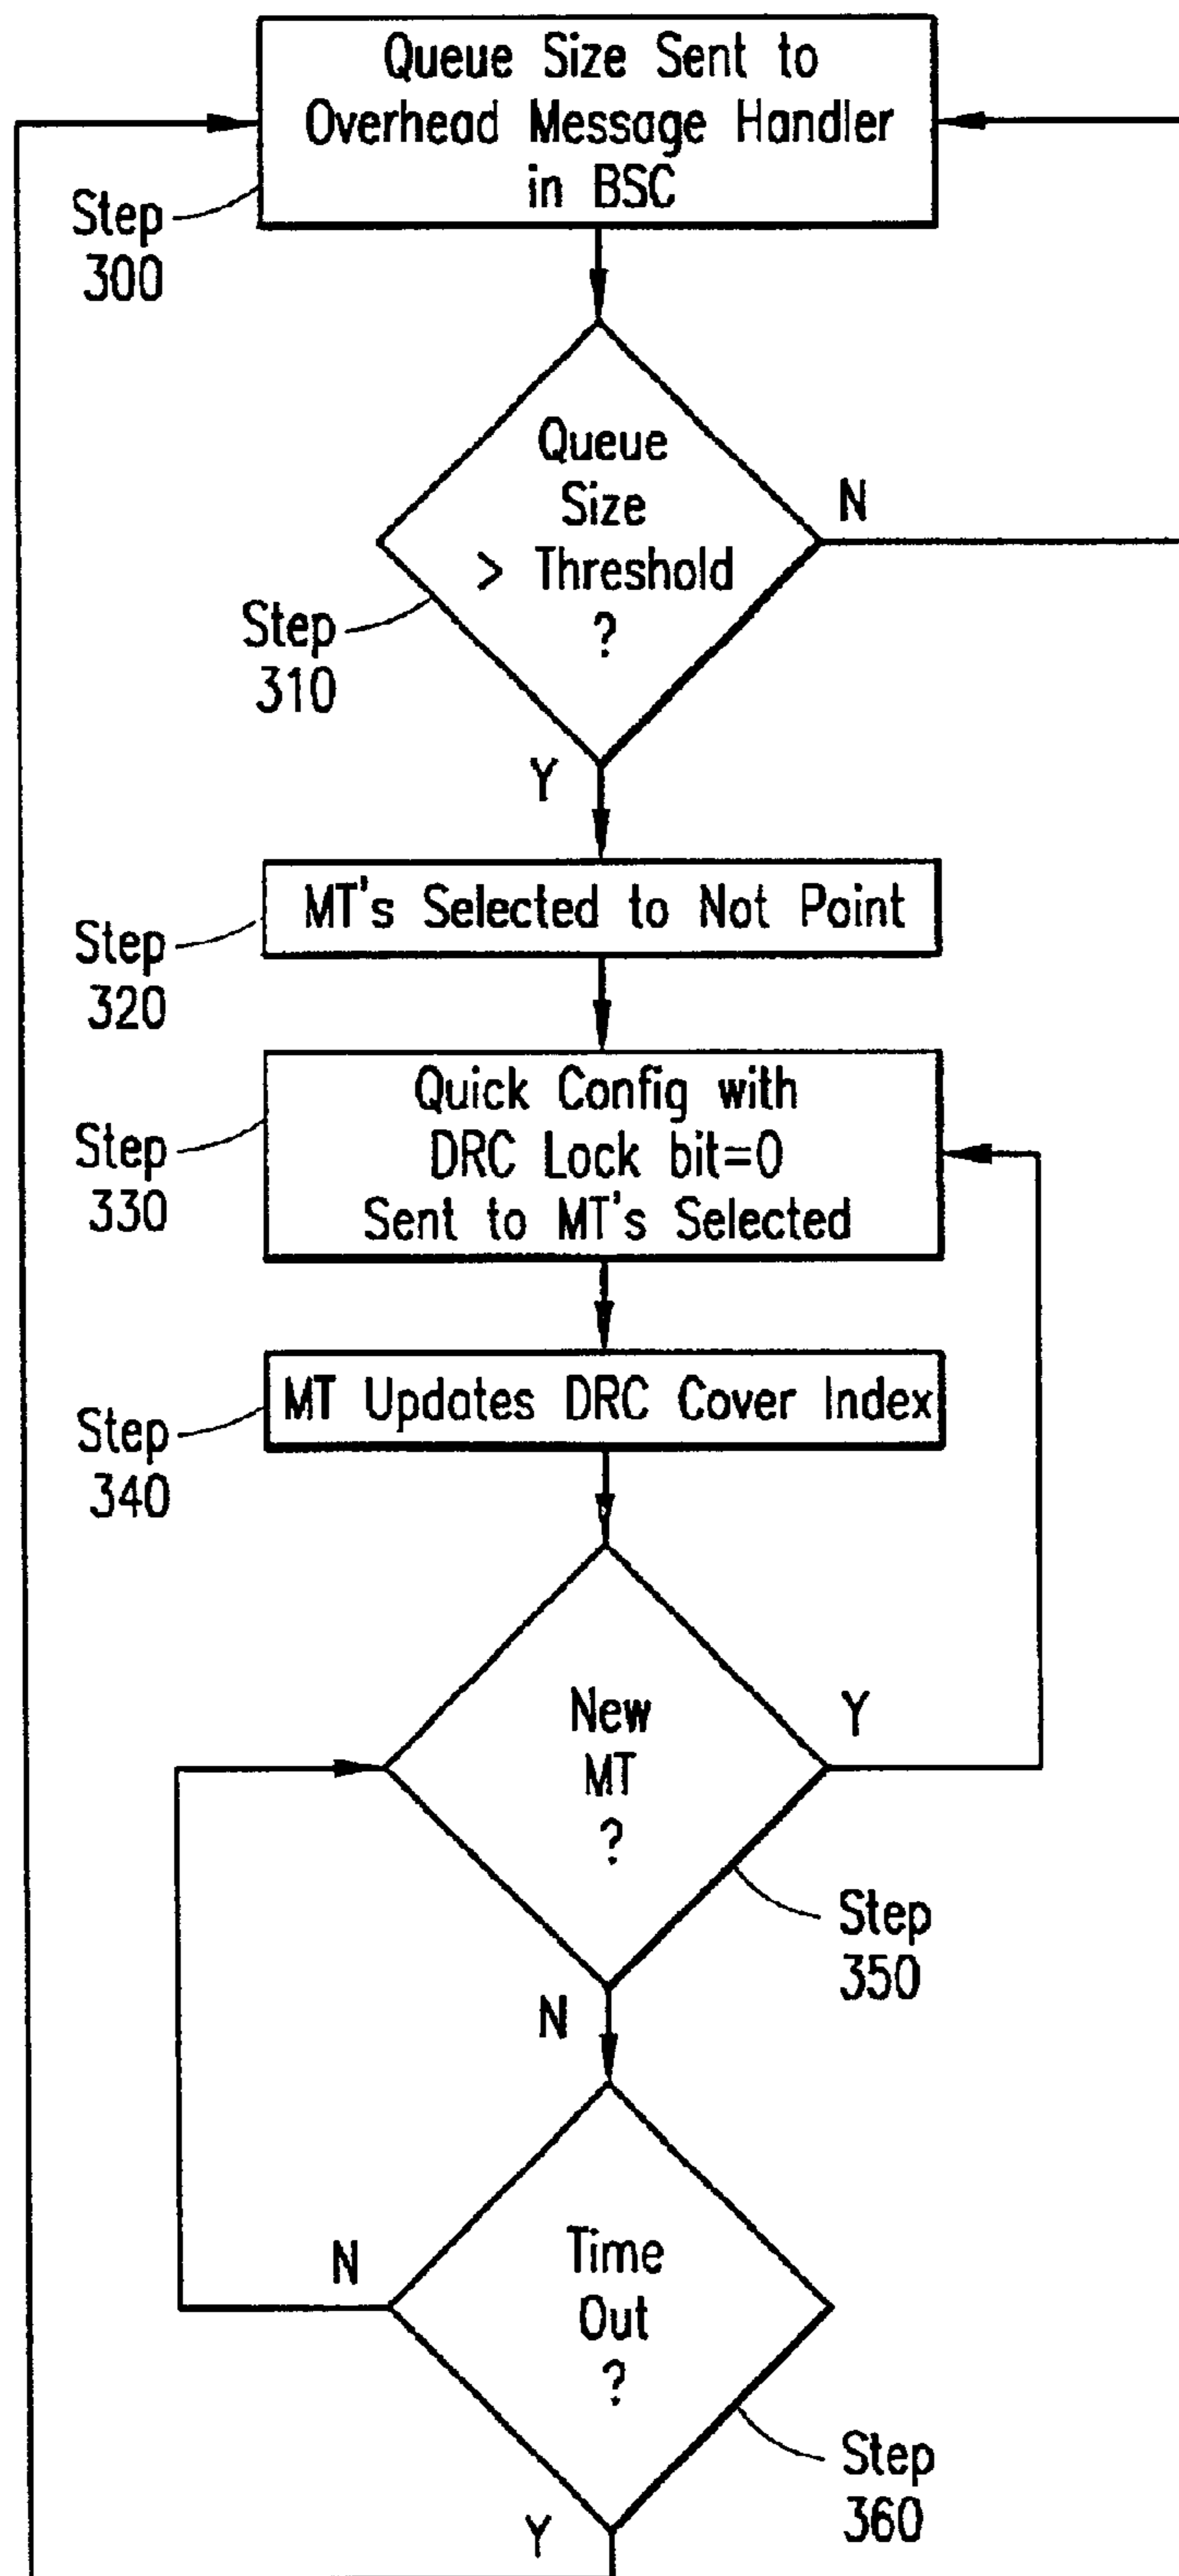 Queue Size Sent to
Overhead Message Handler
in BSC
Step
300
Queue
Size
> Threshold
?
N
Step
310
Y
MT's Selected to Not Point
Step
320
Quick Config with
DRC Lock bit=0
Sent to MT's Selected
Step
330
MT Updates DRC Cover Index
Step
340
New
MT
?
Y
Step
350
N
Time
Out
?
N
Step
360
Y